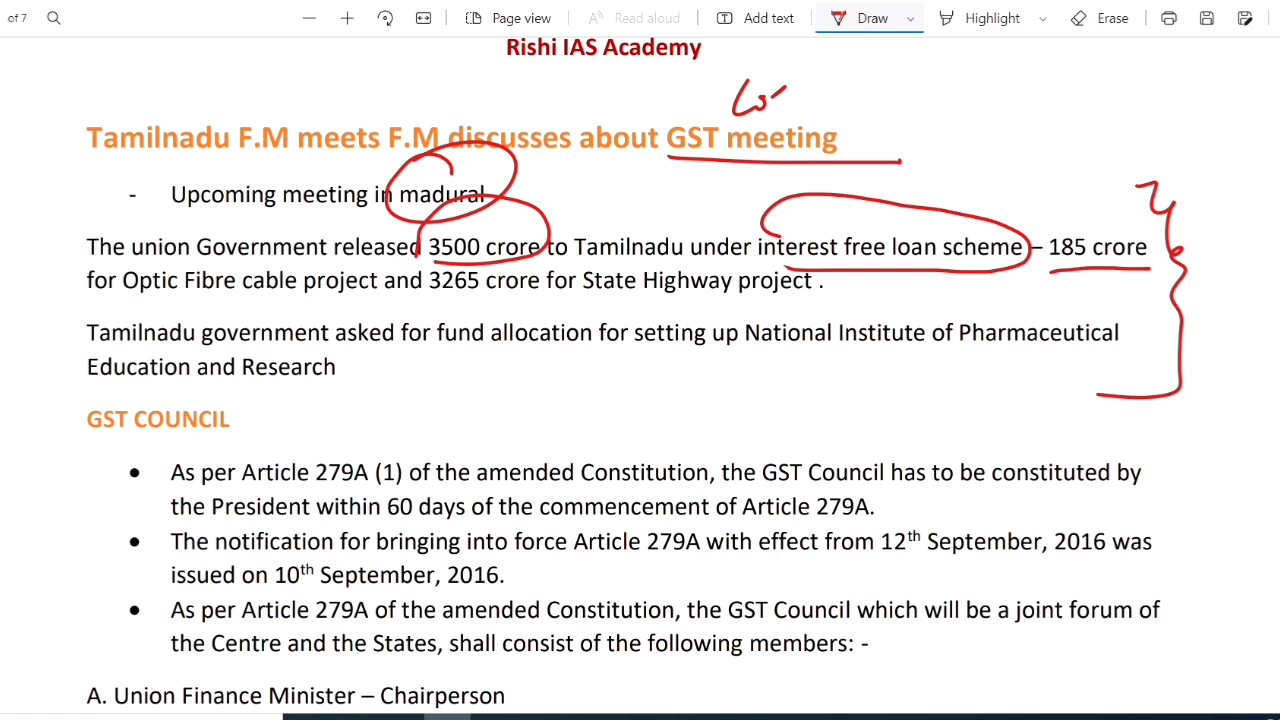 of 7 Page view Read aloud Add text Draw Highlight Erase
Rishi IAS Academy
Tamilnadu F.M meets F.M discusses about GST meeting
- Upcoming meeting in madural
The union Government released 3500 crore to Tamilnadu under interest free loan scheme – 185 crore
for Optic Fibre cable project and 3265 crore for State Highway project .
Tamilnadu government asked for fund allocation for setting up National Institute of Pharmaceutical
Education and Research
GST COUNCIL
• As per Article 279A (1) of the amended Constitution, the GST Council has to be constituted by
the President within 60 days of the commencement of Article 279A.
• The notification for bringing into force Article 279A with effect from 12th September, 2016 was
issued on 10th September, 2016.
• As per Article 279A of the amended Constitution, the GST Council which will be a joint forum of
the Centre and the States, shall consist of the following members: -
A. Union Finance Minister – Chairperson